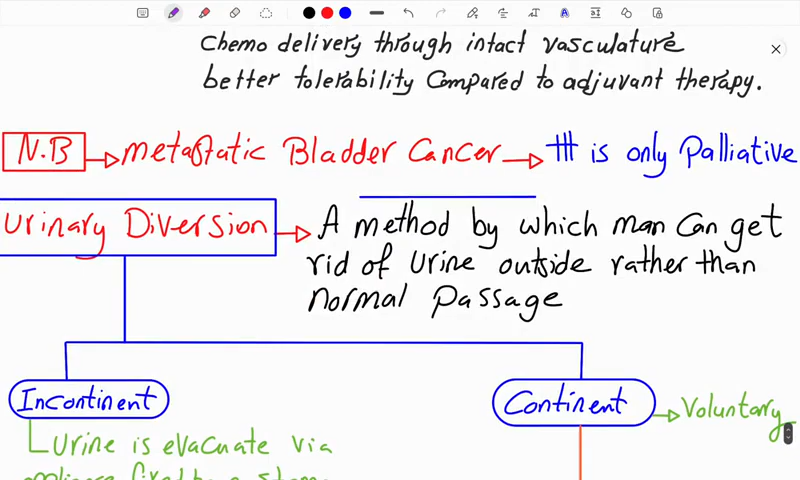 Chemo delivery through intact vasculature
better tolerability Compared to adjuvant therapy.
N.B metastatic Bladder Cancer ttt is only Palliative
Urinary Diversion A method by which man Can get
rid of Urine outside rather than
normal Passage
Incontinent
Continent Voluntary
Urine is evacuate via